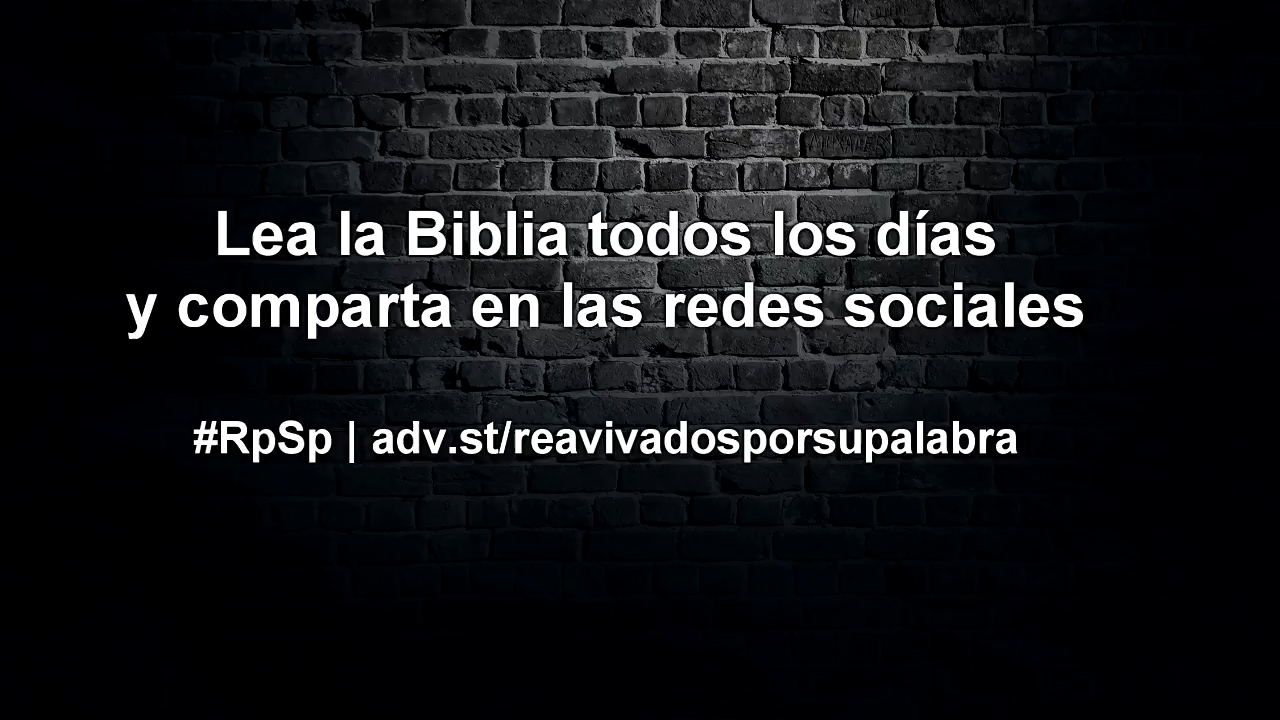 Lea la Biblia todos los días
y comparta en las redes sociales
#RpSp | adv.st/reavivadosporsupalabra